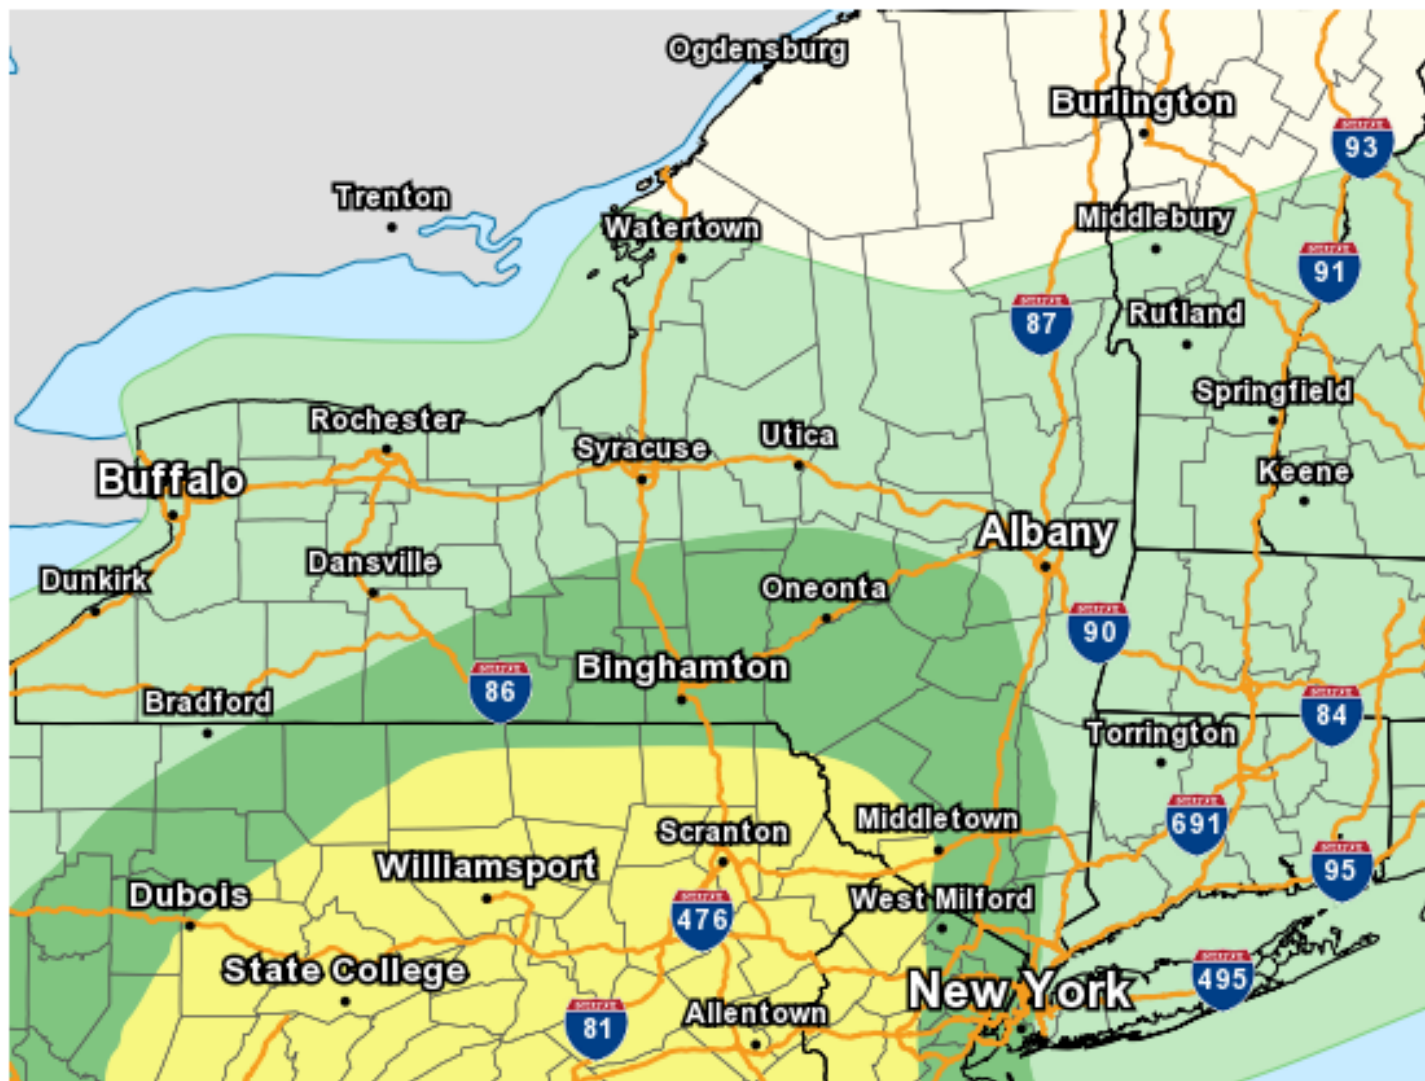 Ogdensburg
Burlington
93
Trenton
Watertown
Middlebury
91
87
Rutland
Springfield
Rochester
Syracuse
Utica
Keene
Buffalo
Albany
Dansville
Dunkirk
Oneonta
90
Binghamton
86
Bradford
84
Torrington
Scranton
Middletown
691
Williamsport
95
Dubois
476
West Milford
State College
495
New York
81
Allentown